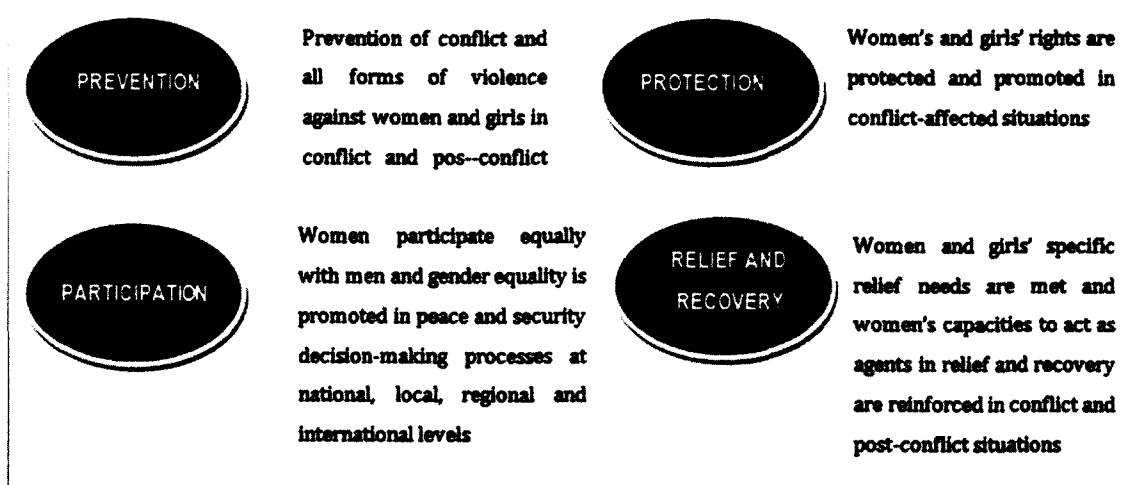 PREVENTION
Prevention of conflict and
all forms of violence
against women and girls in
conflict and pos--conflict
PROTECTION
Women's and girls' rights are
protected and promoted in
conflict-affected situations
PARTICIPATION
Women participate equally
with men and gender equality is
promoted in peace and security
decision-making processes at
national, local, regional and
international levels
RELIEF AND
RECOVERY
Women and girls' specific
relief needs are met and
women's capacities to act as
agents in relief and recovery
are reinforced in conflict and
post-conflict situations